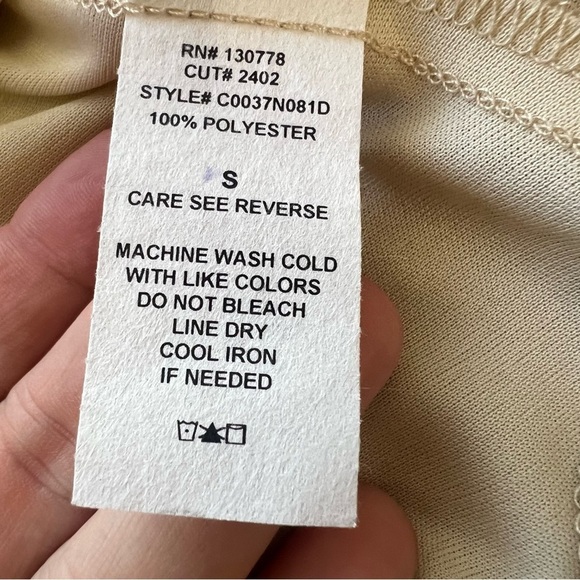 RN# 130778
CUT# 2402
STYLE# C0037N081D
100% POLYESTER
S
CARE SEE REVERSE
MACHINE WASH COLD
WITH LIKE COLORS
DO NOT BLEACH
LINE DRY
COOL IRON
IF NEEDED